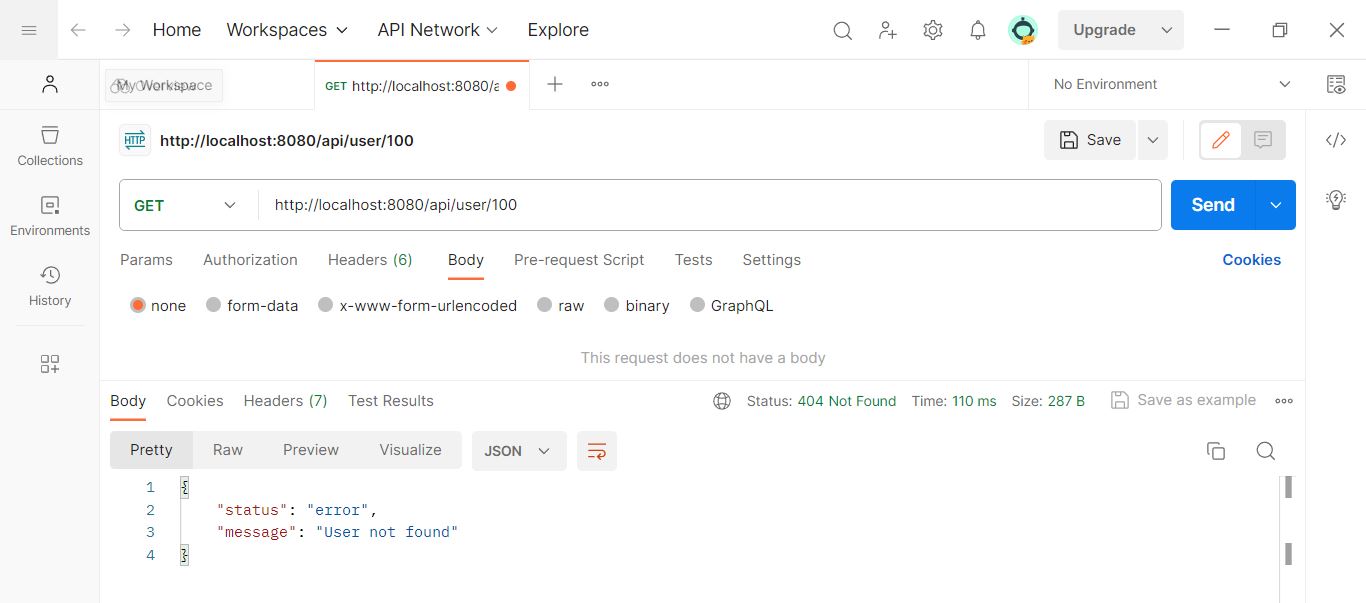 Home Workspaces API Network Explore Upgrade
My Workspace GET http://localhost:8080/a No Environment
HTTP http://localhost:8080/api/user/100 Save
Collections
GET http://localhost:8080/api/user/100 Send
Environments
Params Authorization Headers (6) Body Pre-request Script Tests Settings Cookies
History
none form-data x-www-form-urlencoded raw binary GraphQL
This request does not have a body
Body Cookies Headers (7) Test Results Status: 404 Not Found Time: 110 ms Size: 287 B Save as example
Pretty Raw Preview Visualize JSON
1 {
2 "status": "error",
3 "message": "User not found"
4 }